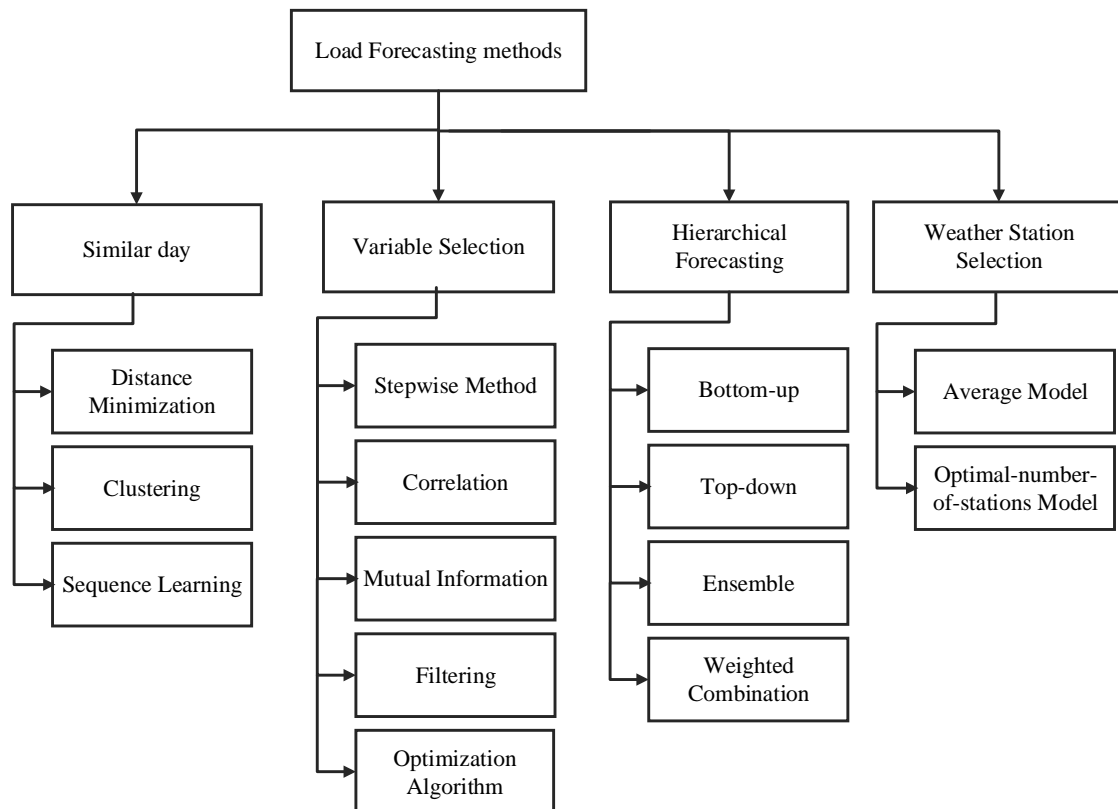 Load Forecasting methods
Similar day
Distance
Minimization
Clustering
Sequence Learning
Variable Selection
Stepwise Method
Correlation
Mutual Information
Filtering
Optimization
Algorithm
Hierarchical
Forecasting
Bottom-up
Top-down
Ensemble
Weighted
Combination
Weather Station
Selection
Average Model
Optimal-number-
of-stations Model